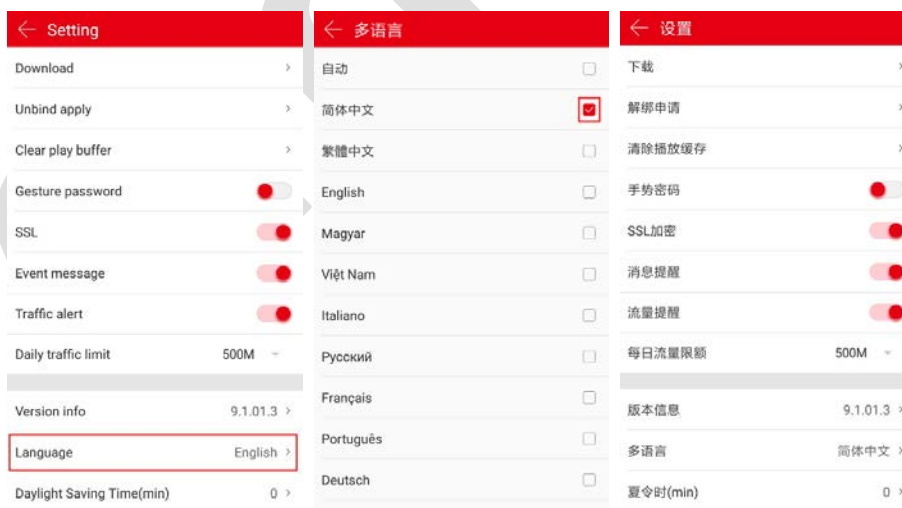 Setting
Download
Unbind apply
Clear play buffer
Gesture password
SSL
Event message
Traffic alert
Daily traffic limit 500M
Version info 9.1.01.3
Language English
Daylight Saving Time(min) 0
多语言
自动
简体中文
繁體中文
English
Magyar
Việt Nam
Italiano
Русский
Français
Português
Deutsch
设置
下载
解绑申请
清除播放缓存
手势密码
SSL加密
消息提醒
流量提醒
每日流量限额 500M
版本信息 9.1.01.3
多语言 简体中文
夏令时(min) 0